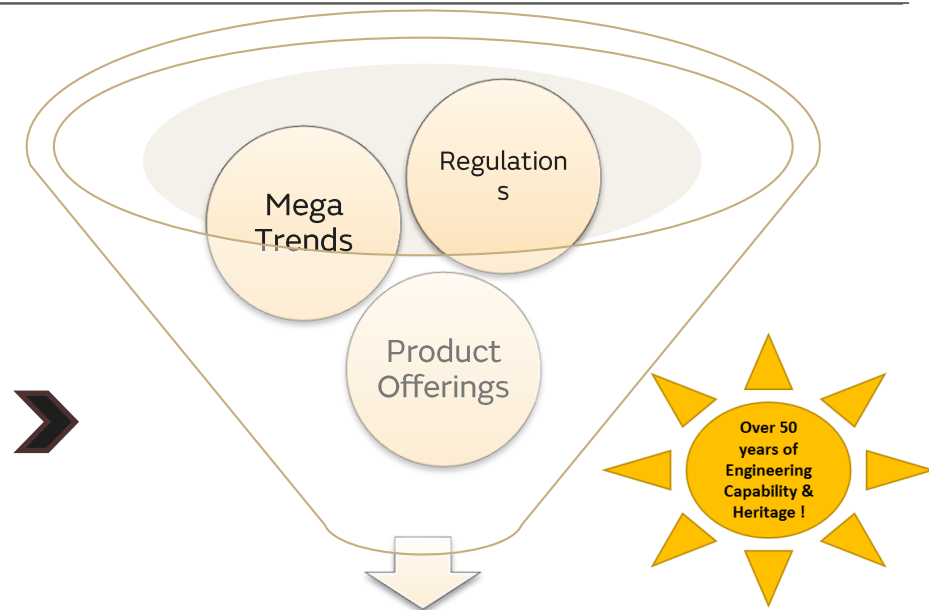 Regulation
s
Mega
Trends
Product
Offerings
Over 50
years of
Engineering
Capability &
Heritage !